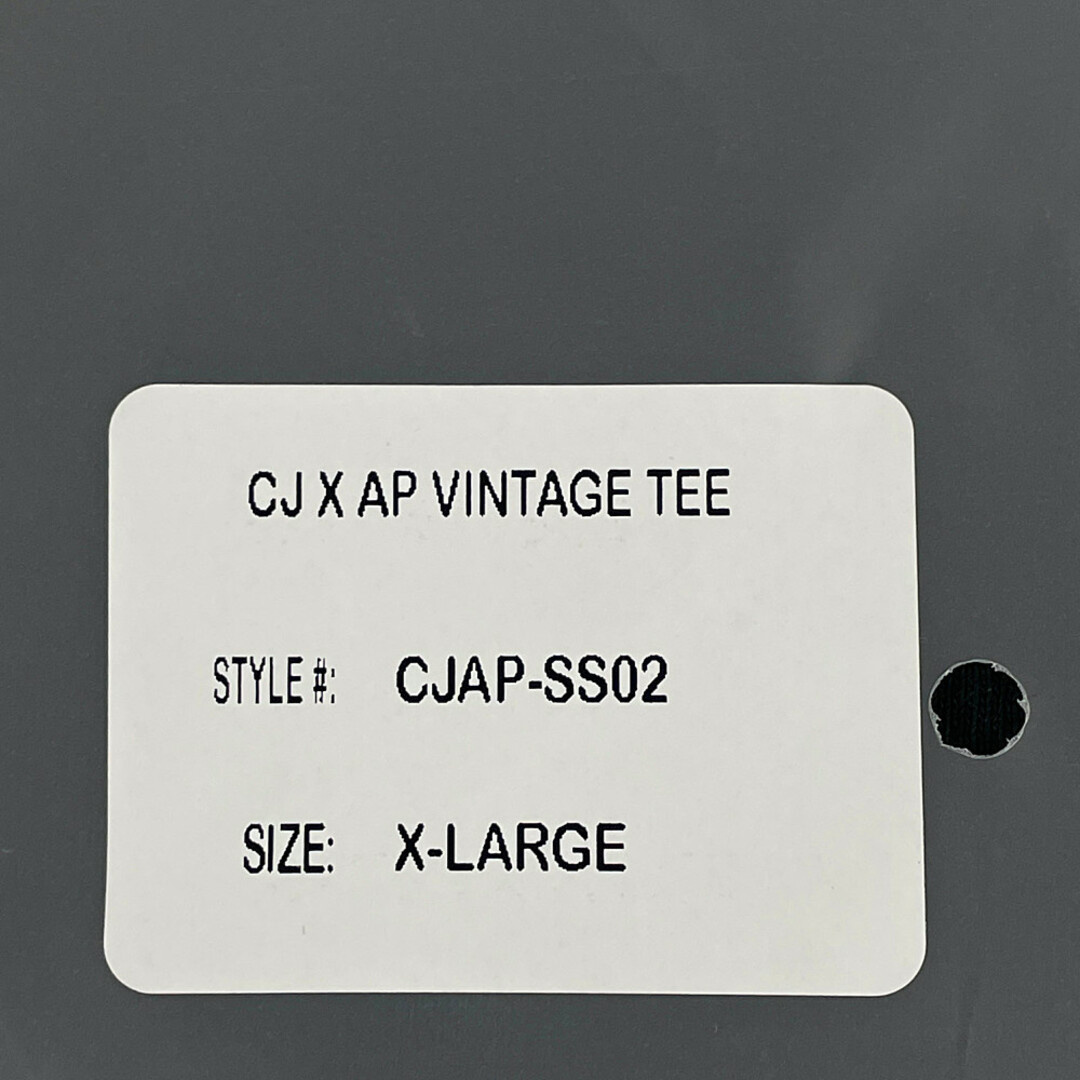 CJ X AP VINTAGE TEE
STYLE #: CJAP-SS02
SIZE: X-LARGE